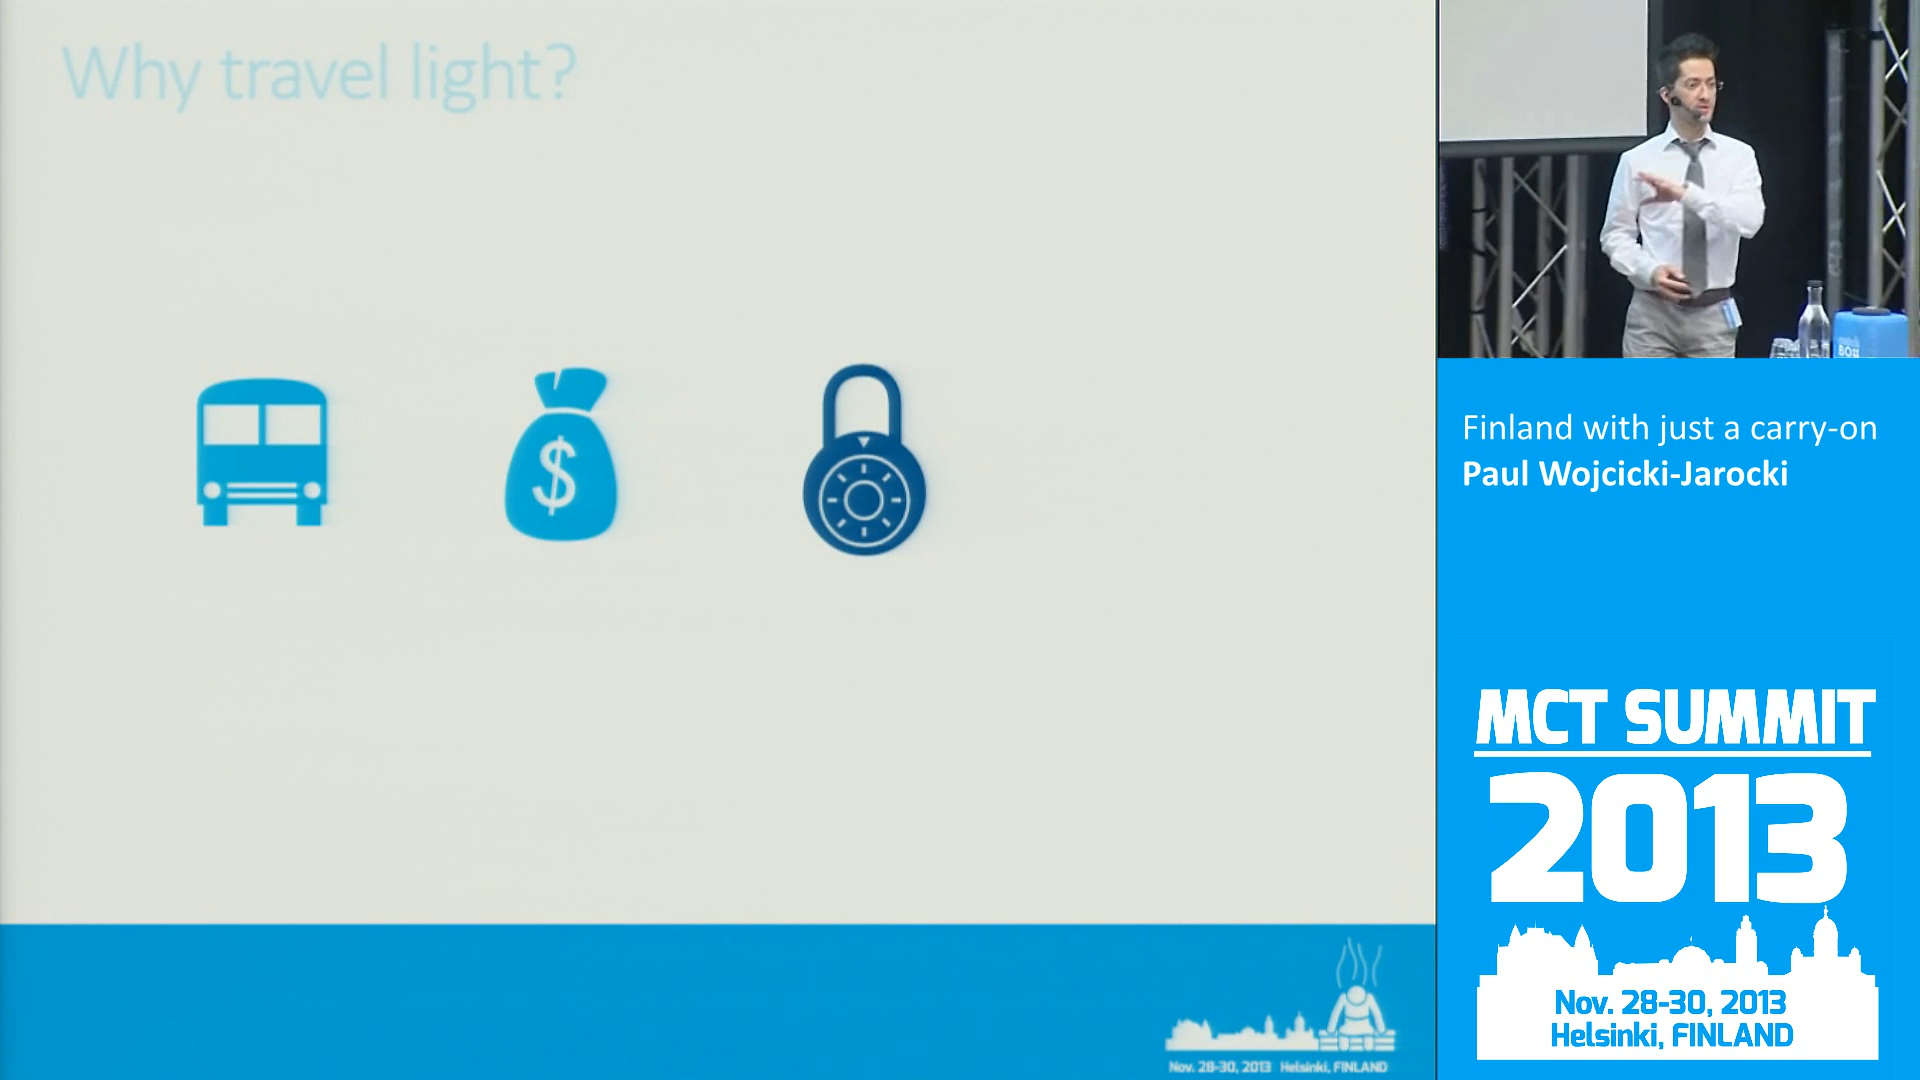 Why travel light?
$
Finland with just a carry-on
Paul Wojcicki-Jarocki
MCT SUMMIT
2013
Nov. 28-30, 2013
Helsinki, FINLAND
Nov. 28-30, 2013 Helsinki, FINLAND